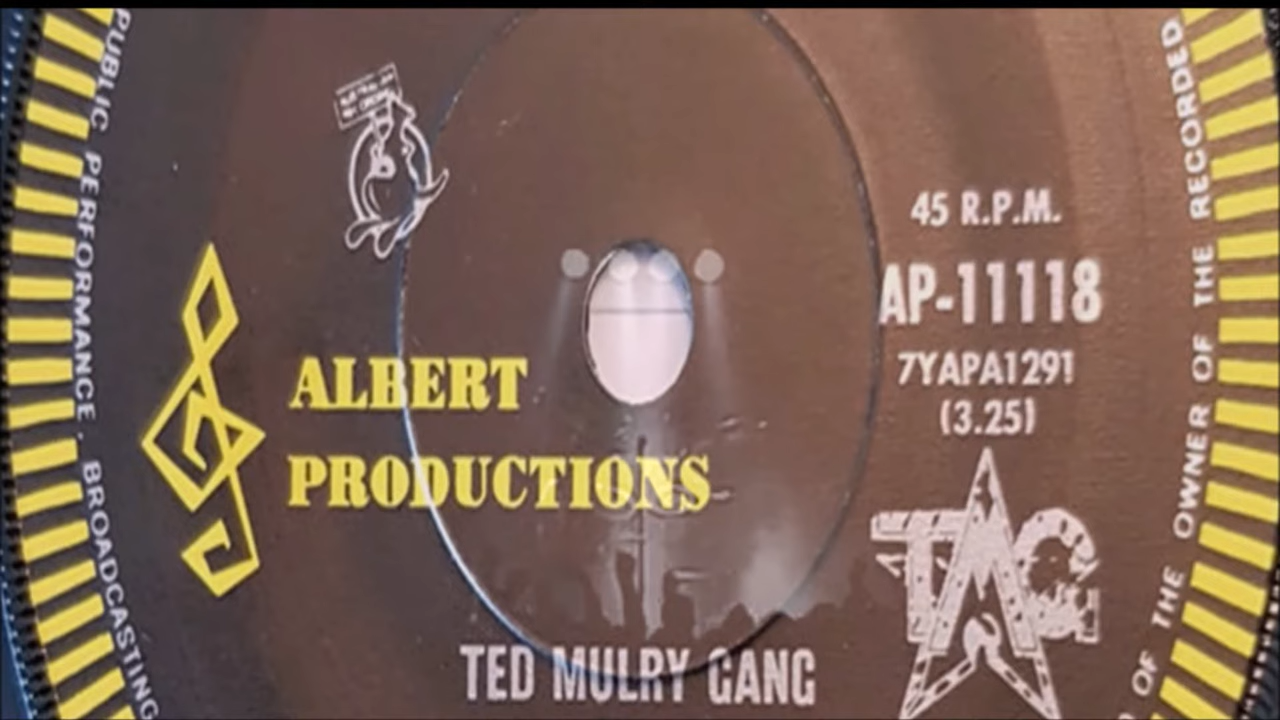 PUBLIC PERFORMANCE . BROADCASTING
45 R.P.M.
AP-11118
7YAPA1291
(3.25)
ALBERT
PRODUCTIONS
TMG
TED MULRY GANG
OF THE OWNER OF THE RECORDED